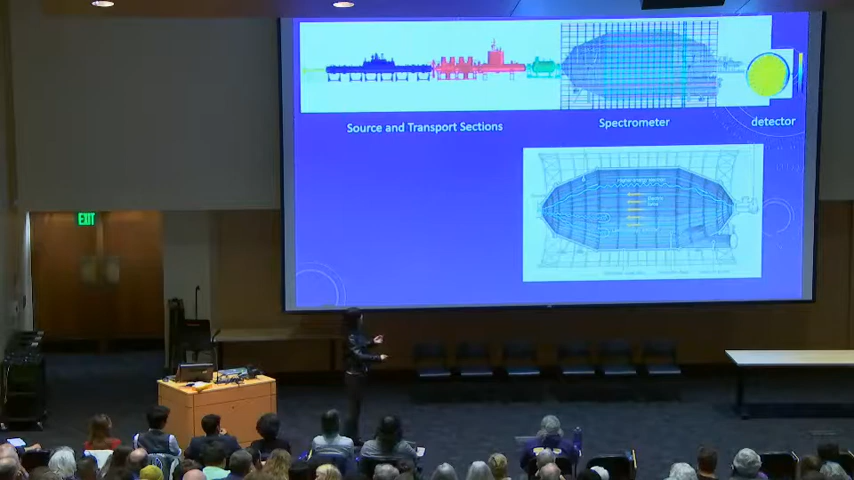 Source and Transport Sections
Spectrometer
detector
EXIT